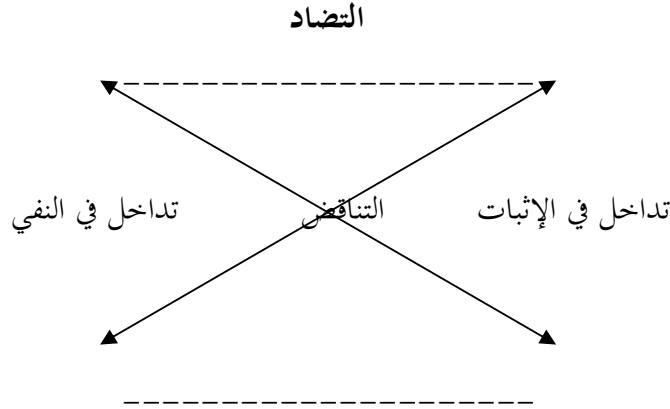 التضاد
تداخل في الإثبات
التناقض
تداخل في النفي